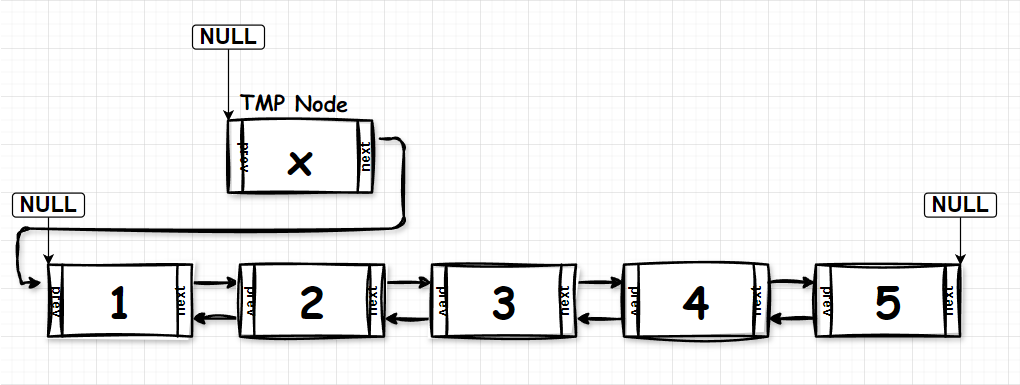 NULL
TMP Node
prev x next
NULL
NULL
prev 1 next
prev 2 next
prev 3 next
prev 4 next
prev 5 next